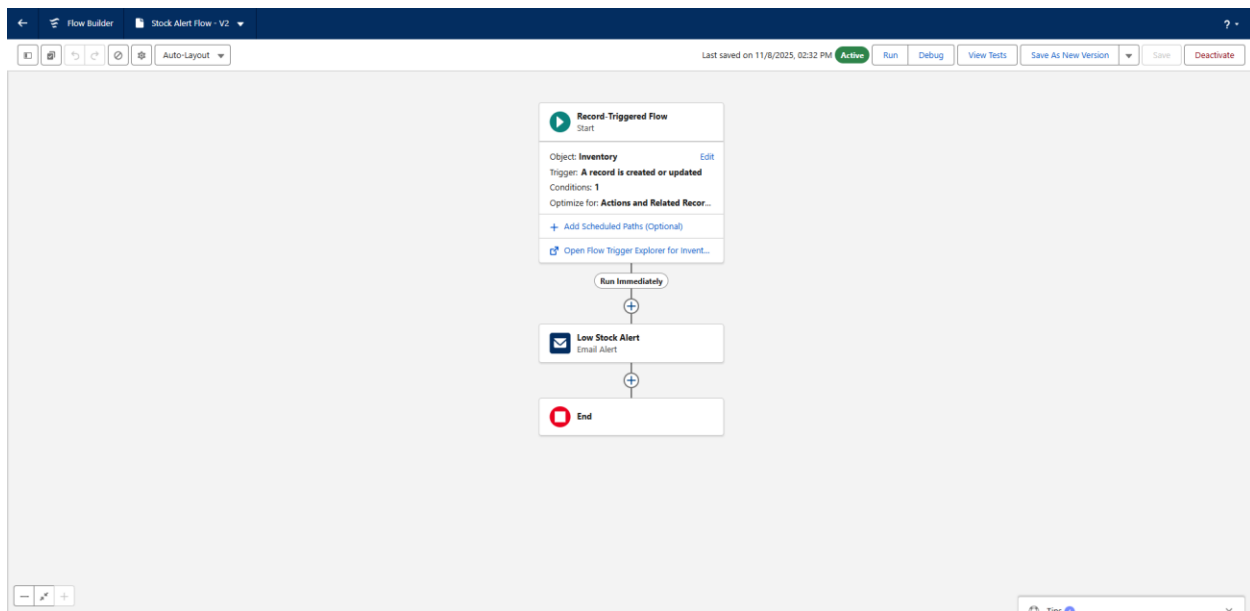 Flow Builder
Stock Alert Flow - V2
?
Auto-Layout
Last saved on 11/8/2025, 02:32 PM
Active
Run
Debug
View Tests
Save As New Version
Save
Deactivate
Record-Triggered Flow
Start
Object: Inventory
Edit
Trigger: A record is created or updated
Conditions: 1
Optimize for: Actions and Related Recor...
+ Add Scheduled Paths (Optional)
Open Flow Trigger Explorer for Invent...
Run Immediately
Low Stock Alert
Email Alert
End
Tips